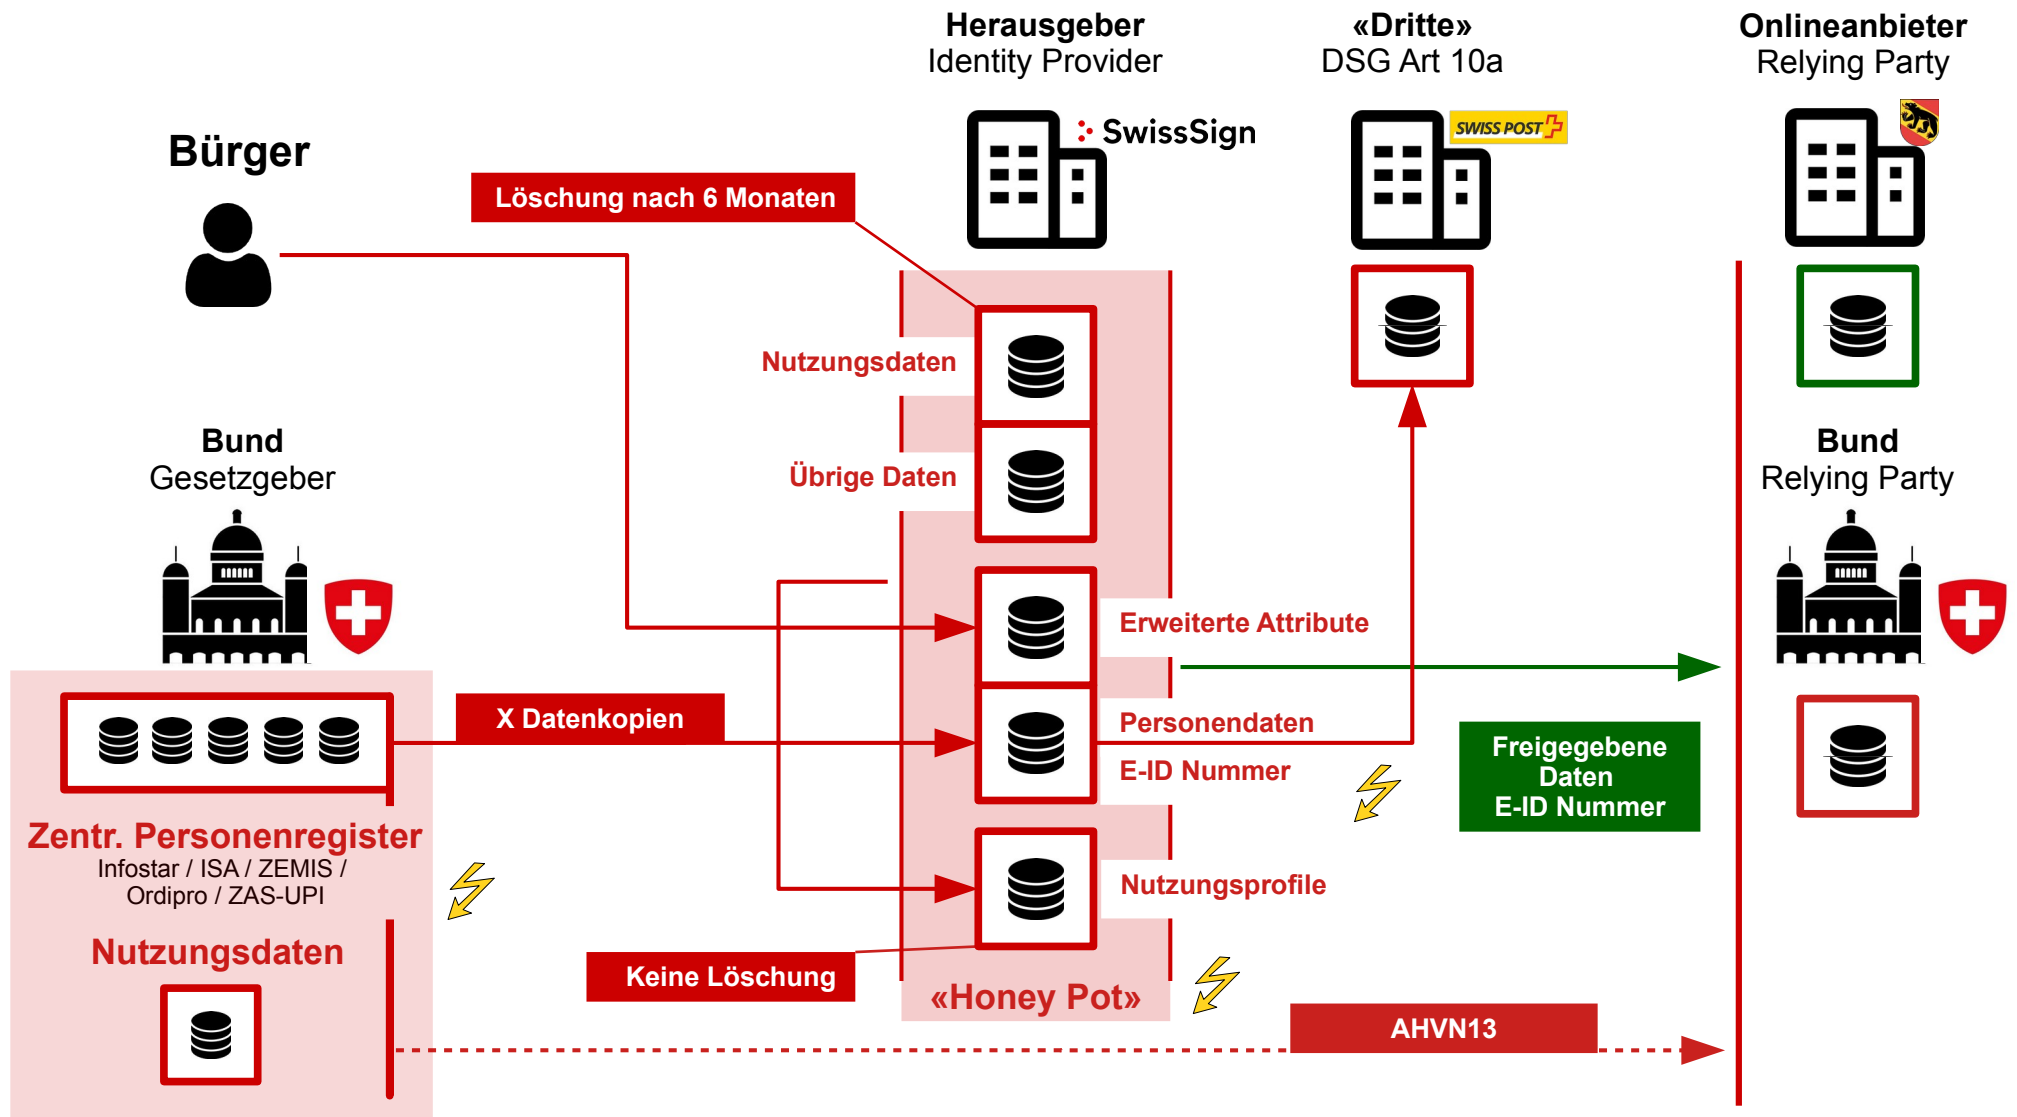 Herausgeber
Identity Provider
«Dritte»
DSG Art 10a
Onlineanbieter
Relying Party
SwissSign
SWISS POST
Bürger
Löschung nach 6 Monaten
Nutzungsdaten
Übrige Daten
Bund
Gesetzgeber
Bund
Relying Party
Erweiterte Attribute
X Datenkopien
Personendaten
E-ID Nummer
Freigegebene
Daten
E-ID Nummer
Zentr. Personenregister
Infostar / ISA / ZEMIS /
Ordipro / ZAS-UPI
Nutzungsprofile
Nutzungsdaten
Keine Löschung
«Honey Pot»
AHVN13